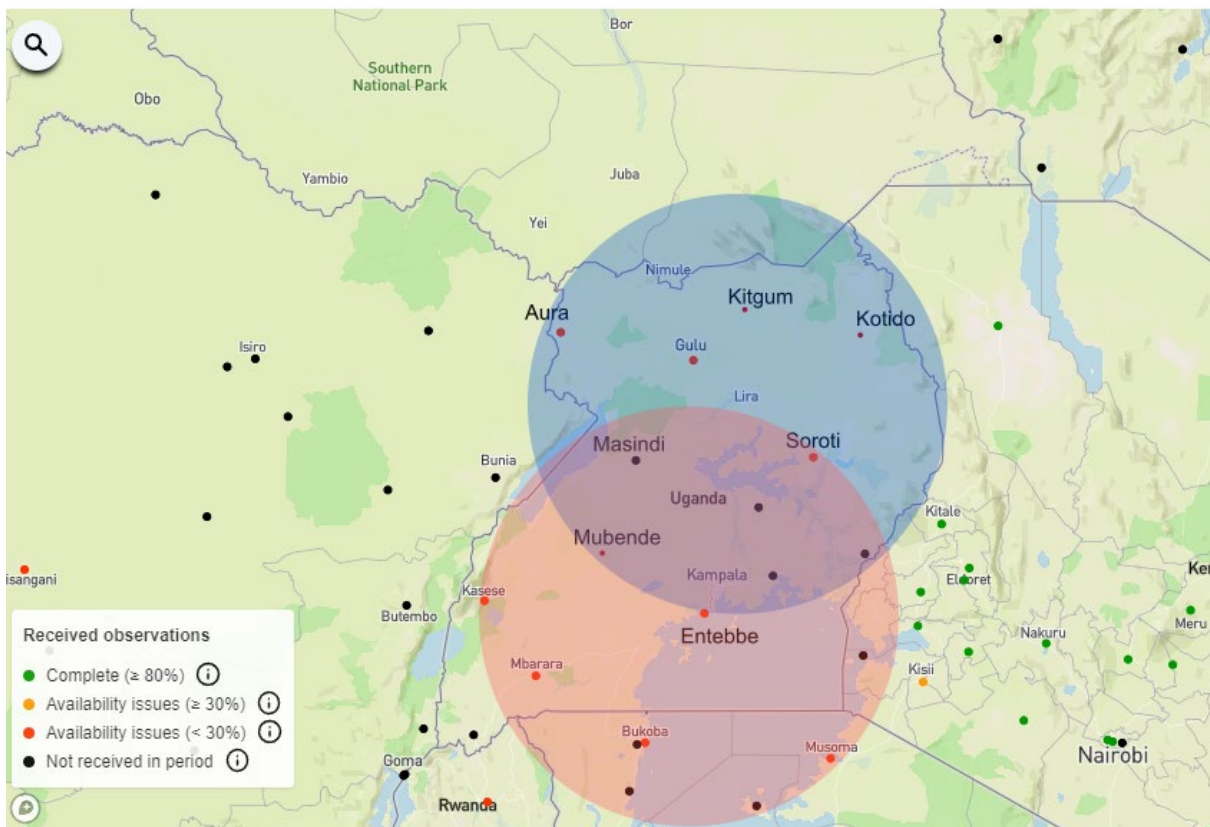 Bor
Southern
National Park
Obo
Yambio
Juba
Yei
Nimule
Kitgum
Aura
Kotido
Isiro
Gulu
Lira
Masindi
Soroti
Bunia
Uganda
Kitale
Mubende
isangani
Kampala
Eldoret
Ken
Kasese
Butembo
Meru
Entebbe
Nakuru
Mbarara
Kisii
Bukoba
Musoma
Nairobi
Goma
Rwanda
Received observations
Complete (≥ 80%)
Availability issues (≥ 30%)
Availability issues (< 30%)
Not received in period